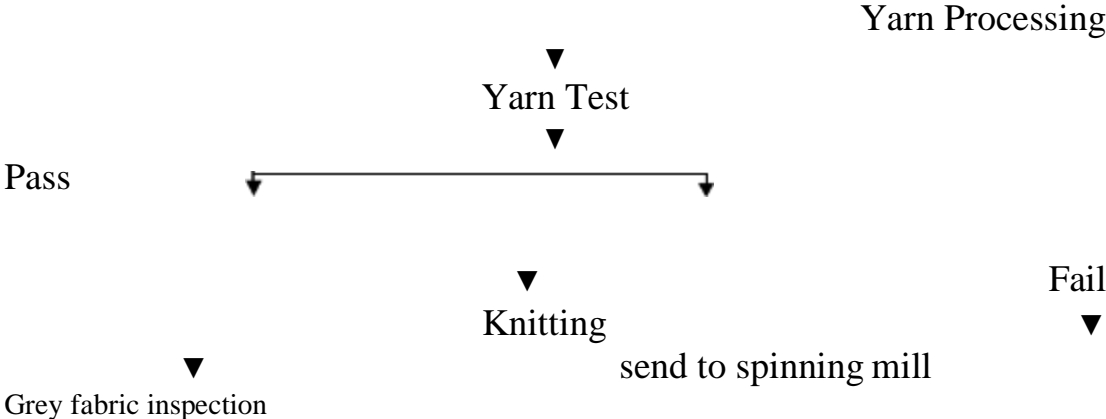 Yarn Processing
▼
Yarn Test
▼
Pass
Fail
▼
Knitting
▼
send to spinning mill
▼
Grey fabric inspection